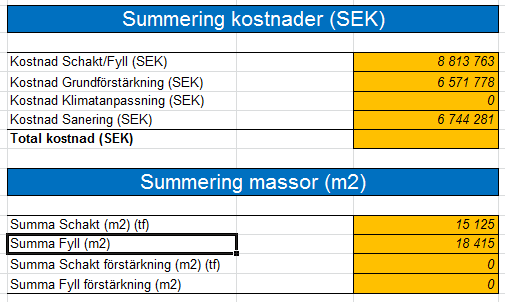 Summering kostnader (SEK)
Kostnad Schakt/Fyll (SEK) 8 813 763
Kostnad Grundförstärkning (SEK) 6 571 778
Kostnad Klimatanpassning (SEK) 0
Kostnad Sanering (SEK) 6 744 281
Total kostnad (SEK)
Summering massor (m2)
Summa Schakt (m2) (tf) 15 125
Summa Fyll (m2) 18 415
Summa Schakt förstärkning (m2) (tf) 0
Summa Fyll förstärkning (m2) 0